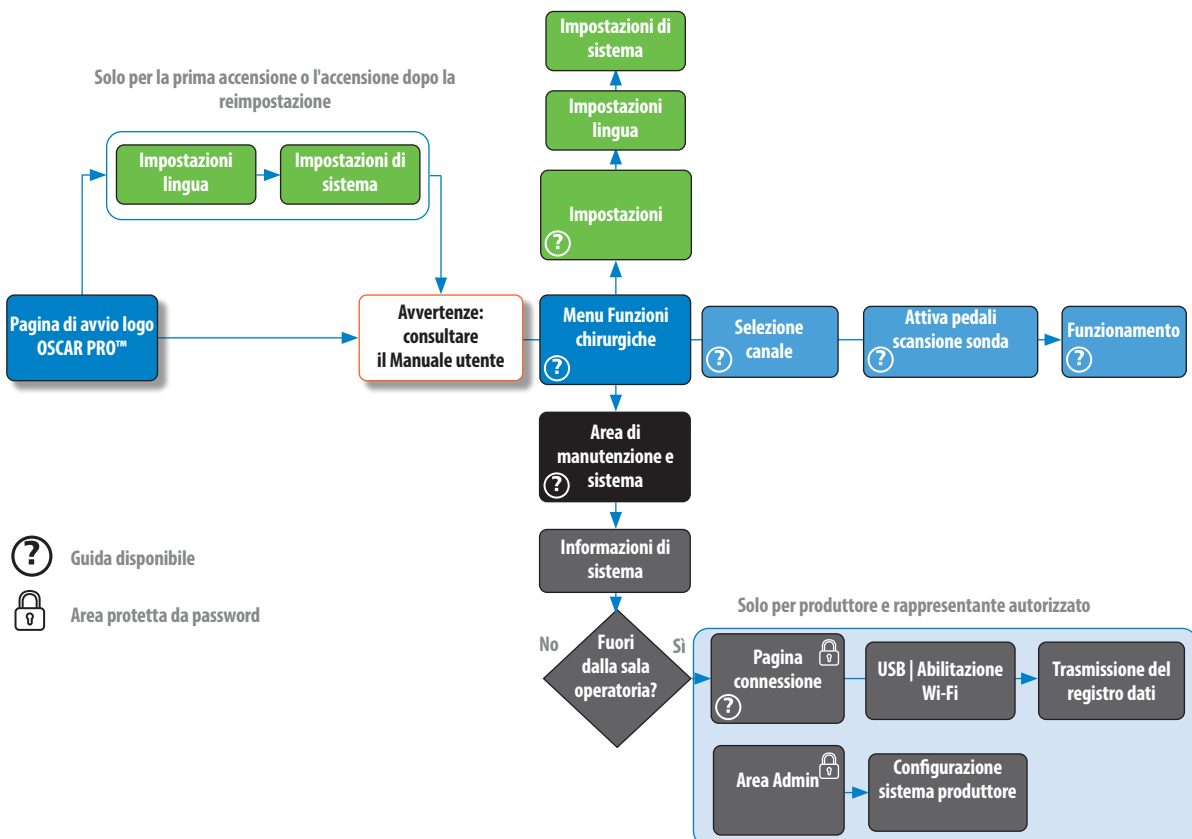 Impostazioni di
sistema
Solo per la prima accensione o l'accensione dopo la
reimpostazione
Impostazioni
lingua
Impostazioni
lingua
Impostazioni di
sistema
Impostazioni
?
Pagina di avvio logo
OSCAR PRO™
Avvertenze:
consultare
il Manuale utente
Menu Funzioni
chirurgiche
?
Selezione
canale
?
Attiva pedali
scansione sonda
?
Funzionamento
?
Area di
manutenzione e
sistema
?
? Guida disponibile
Area protetta da password
Informazioni di
sistema
Solo per produttore e rappresentante autorizzato
No
Fuori
dalla sala
operatoria?
Sì
Pagina
connessione
?
USB | Abilitazione
Wi-Fi
Trasmissione del
registro dati
Area Admin
Configurazione
sistema produttore